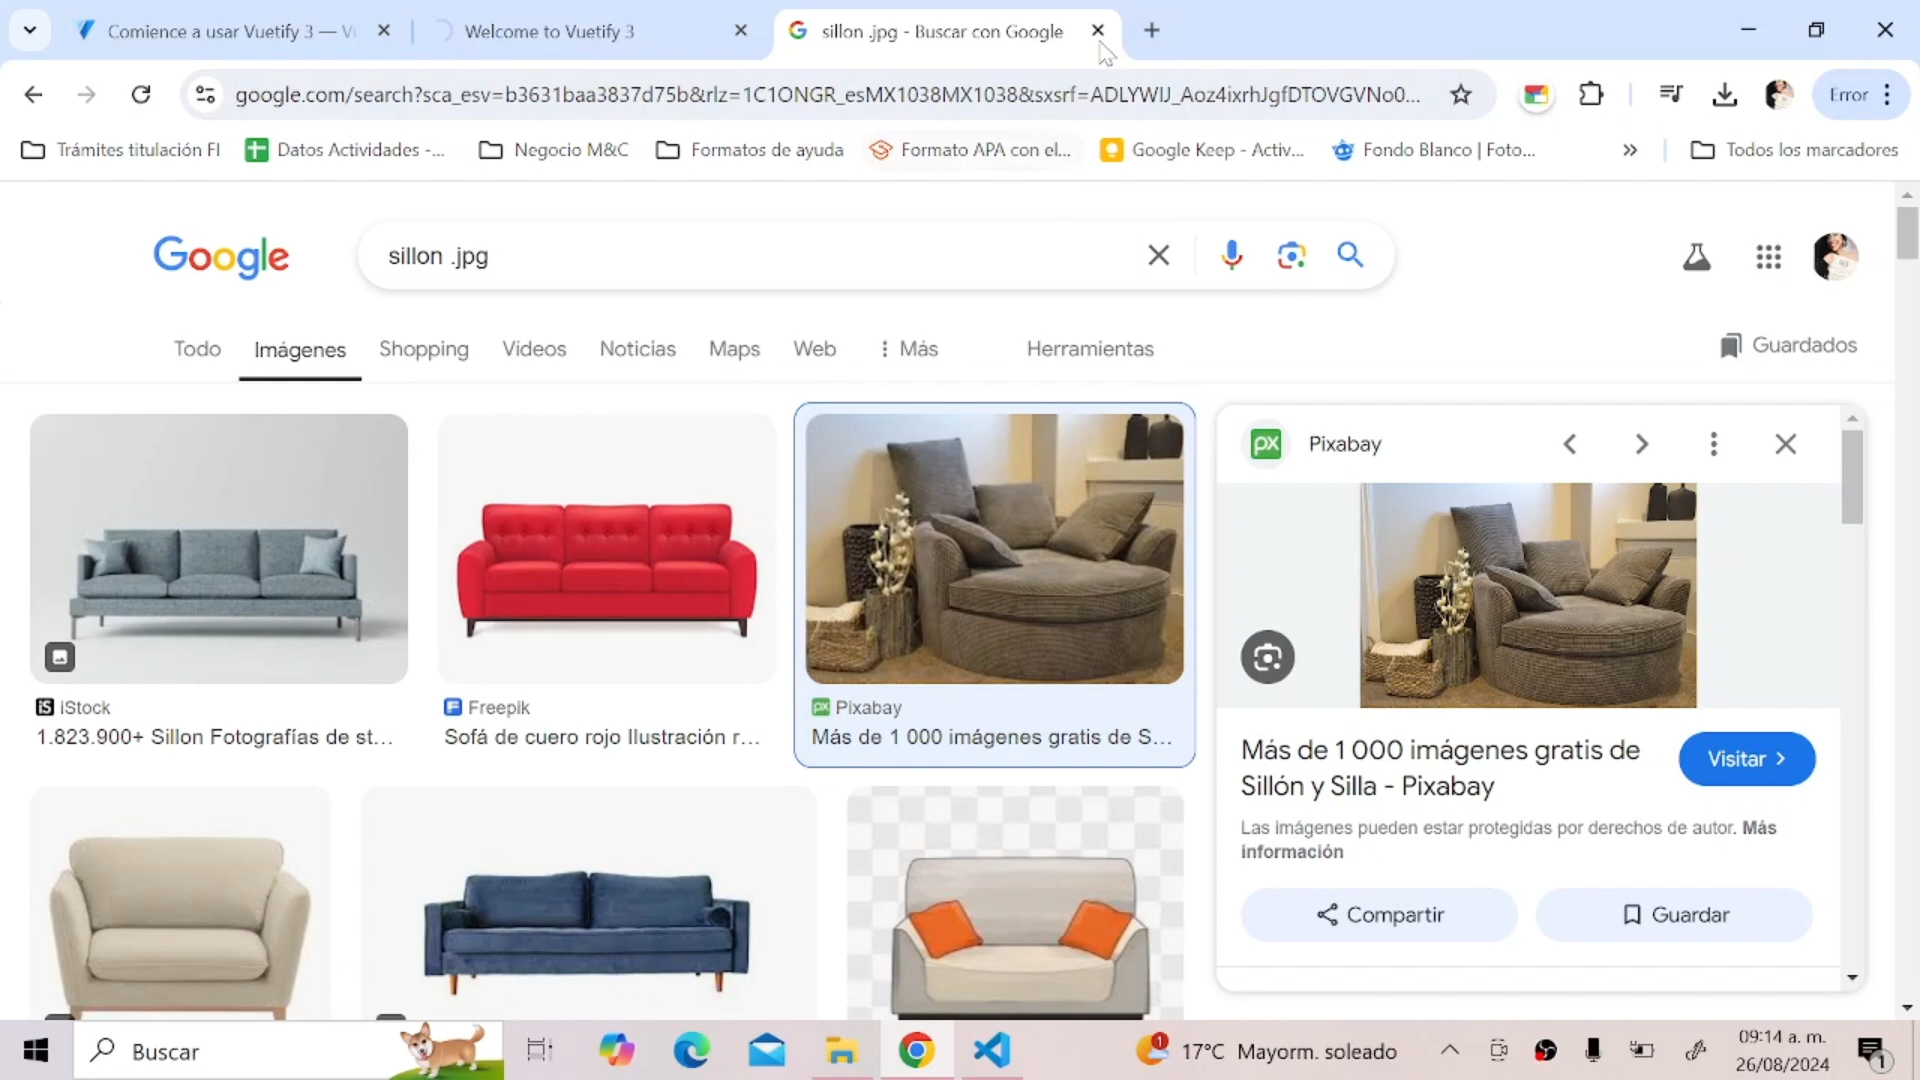 Comience a usar Vuetify 3 — Vu
Welcome to Vuetify 3
sillon .jpg - Buscar con Google
google.com/search?sca_esv=b3631baa3837d75b&rlz=1C1ONGR_esMX1038MX1038&sxsrf=ADLYWIJ_Aoz4ixrhJgfDTOVGVNo0...
Error
Trámites titulación FI
Datos Actividades -...
Negocio M&C
Formatos de ayuda
Formato APA con el...
Google Keep - Activ...
Fondo Blanco | Foto...
Todos los marcadores
Google
sillon .jpg
Todo
Imágenes
Shopping
Videos
Noticias
Maps
Web
Más
Herramientas
Guardados
iStock
1.823.900+ Sillon Fotografías de st...
Freepik
Sofá de cuero rojo Ilustración r...
px Pixabay
Más de 1 000 imágenes gratis de S...
px Pixabay
Más de 1 000 imágenes gratis de
Sillón y Silla - Pixabay
Visitar
Las imágenes pueden estar protegidas por derechos de autor. Más
información
Compartir
Guardar
Buscar
1
17°C Mayorm. soleado
09:14 a. m.
26/08/2024
1